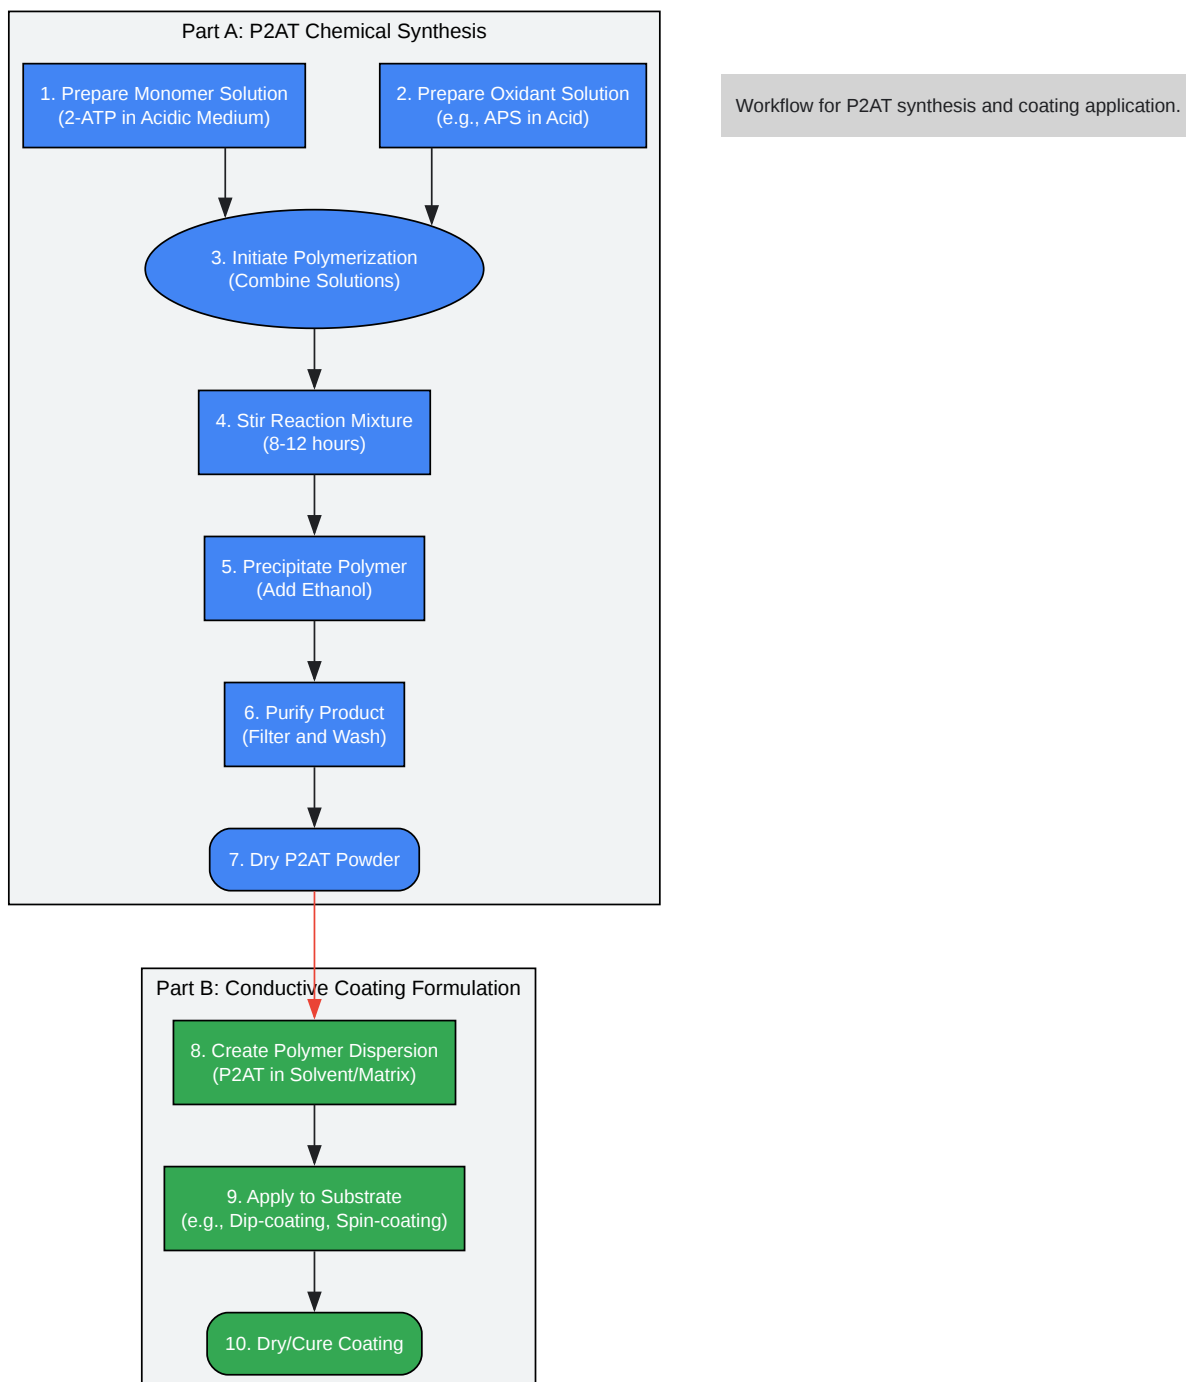 Part A: P2AT Chemical Synthesis
1. Prepare Monomer Solution
(2-ATP in Acidic Medium)
2. Prepare Oxidant Solution
(e.g., APS in Acid)
Workflow for P2AT synthesis and coating application.
3. Initiate Polymerization
(Combine Solutions)
4. Stir Reaction Mixture
(8-12 hours)
5. Precipitate Polymer
(Add Ethanol)
6. Purify Product
(Filter and Wash)
7. Dry P2AT Powder
Part B: Conductive Coating Formulation
8. Create Polymer Dispersion
(P2AT in Solvent/Matrix)
9. Apply to Substrate
(e.g., Dip-coating, Spin-coating)
10. Dry/Cure Coating